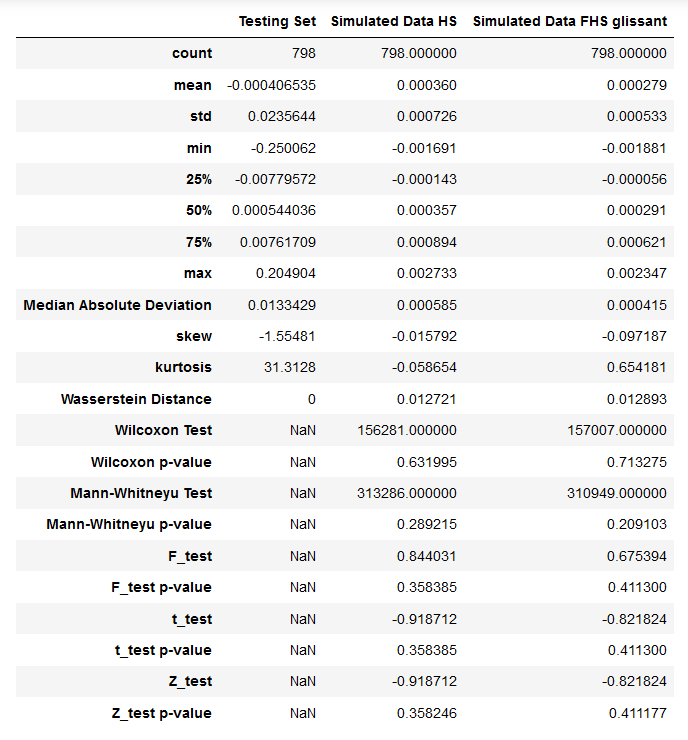 Testing Set Simulated Data HS Simulated Data FHS glissant
count 798 798.000000 798.000000
mean -0.000406535 0.000360 0.000279
std 0.0235644 0.000726 0.000533
min -0.250062 -0.001691 -0.001881
25% -0.00779572 -0.000143 -0.000056
50% 0.000544036 0.000357 0.000291
75% 0.00761709 0.000894 0.000621
max 0.204904 0.002733 0.002347
Median Absolute Deviation 0.0133429 0.000585 0.000415
skew -1.55481 -0.015792 -0.097187
kurtosis 31.3128 -0.058654 0.654181
Wasserstein Distance 0 0.012721 0.012893
Wilcoxon Test NaN 156281.000000 157007.000000
Wilcoxon p-value NaN 0.631995 0.713275
Mann-Whitneyu Test NaN 313286.000000 310949.000000
Mann-Whitneyu p-value NaN 0.289215 0.209103
F_test NaN 0.844031 0.675394
F_test p-value NaN 0.358385 0.411300
t_test NaN -0.918712 -0.821824
t_test p-value NaN 0.358385 0.411300
Z_test NaN -0.918712 -0.821824
Z_test p-value NaN 0.358246 0.411177